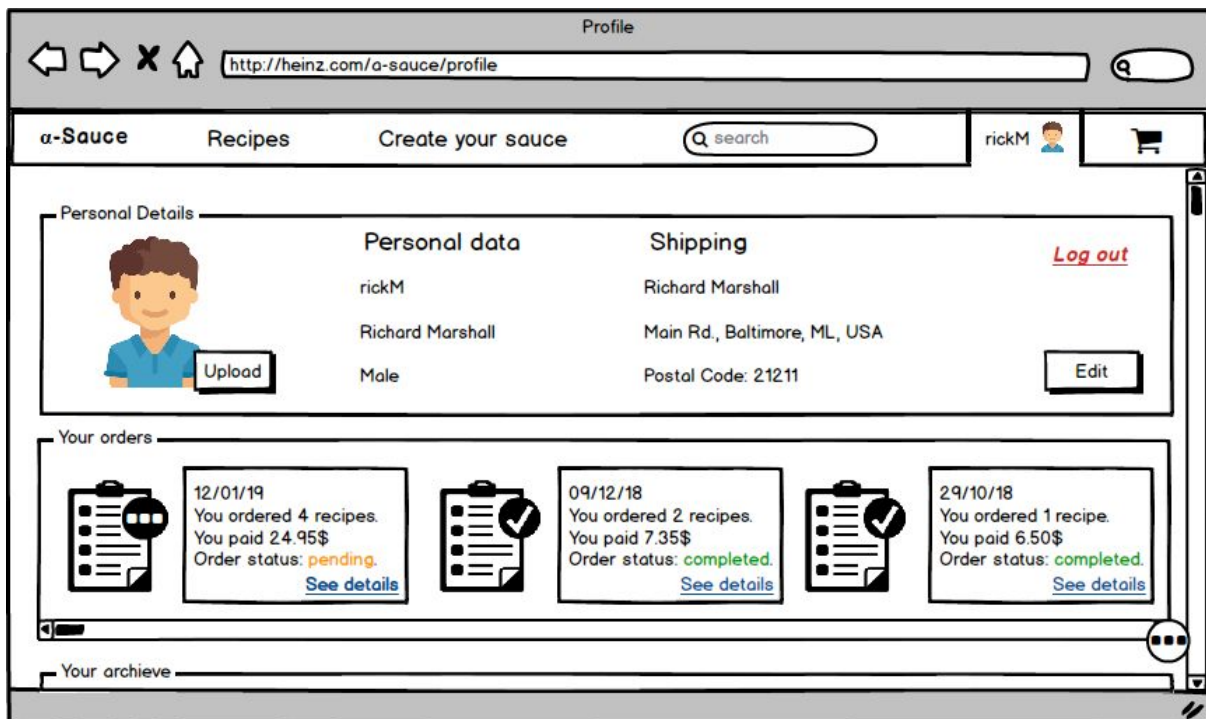 Profile
http://heinz.com/a-sauce/profile
α-Sauce Recipes Create your sauce search rickM
Personal Details
Personal data
rickM
Richard Marshall
Male
Shipping
Richard Marshall
Main Rd., Baltimore, ML, USA
Postal Code: 21211
Log out
Upload
Edit
Your orders
12/01/19
You ordered 4 recipes.
You paid 24.95$
Order status: pending.
See details
09/12/18
You ordered 2 recipes.
You paid 7.35$
Order status: completed.
See details
29/10/18
You ordered 1 recipe.
You paid 6.50$
Order status: completed.
See details
Your archieve